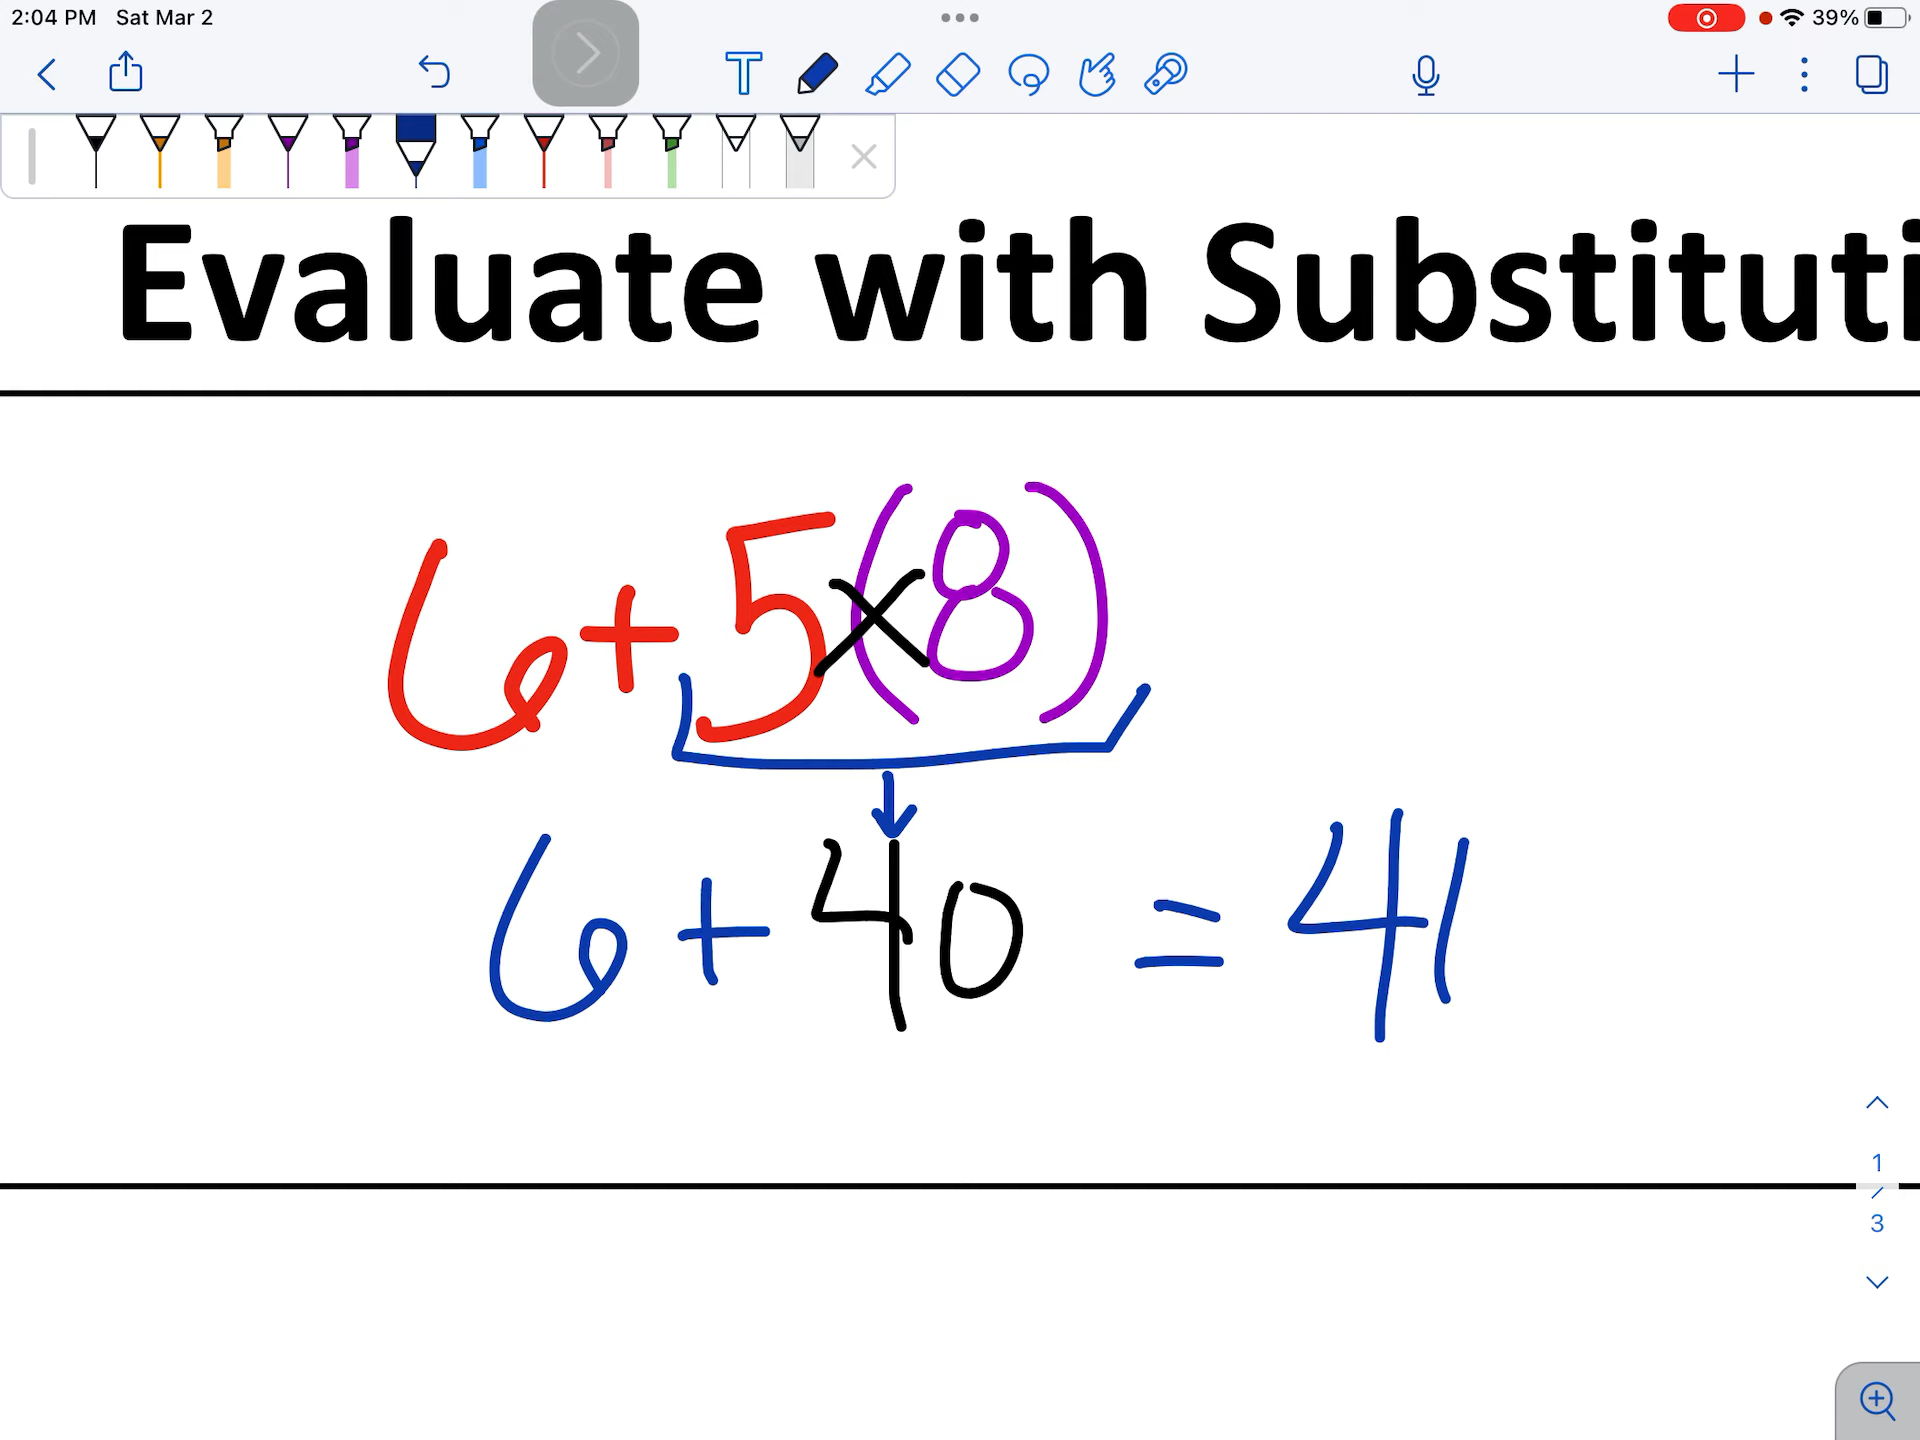 2:04 PM Sat Mar 2
39%
T
Evaluate with Substituti
6+5×(8)
6+40 = 41
1
/
3